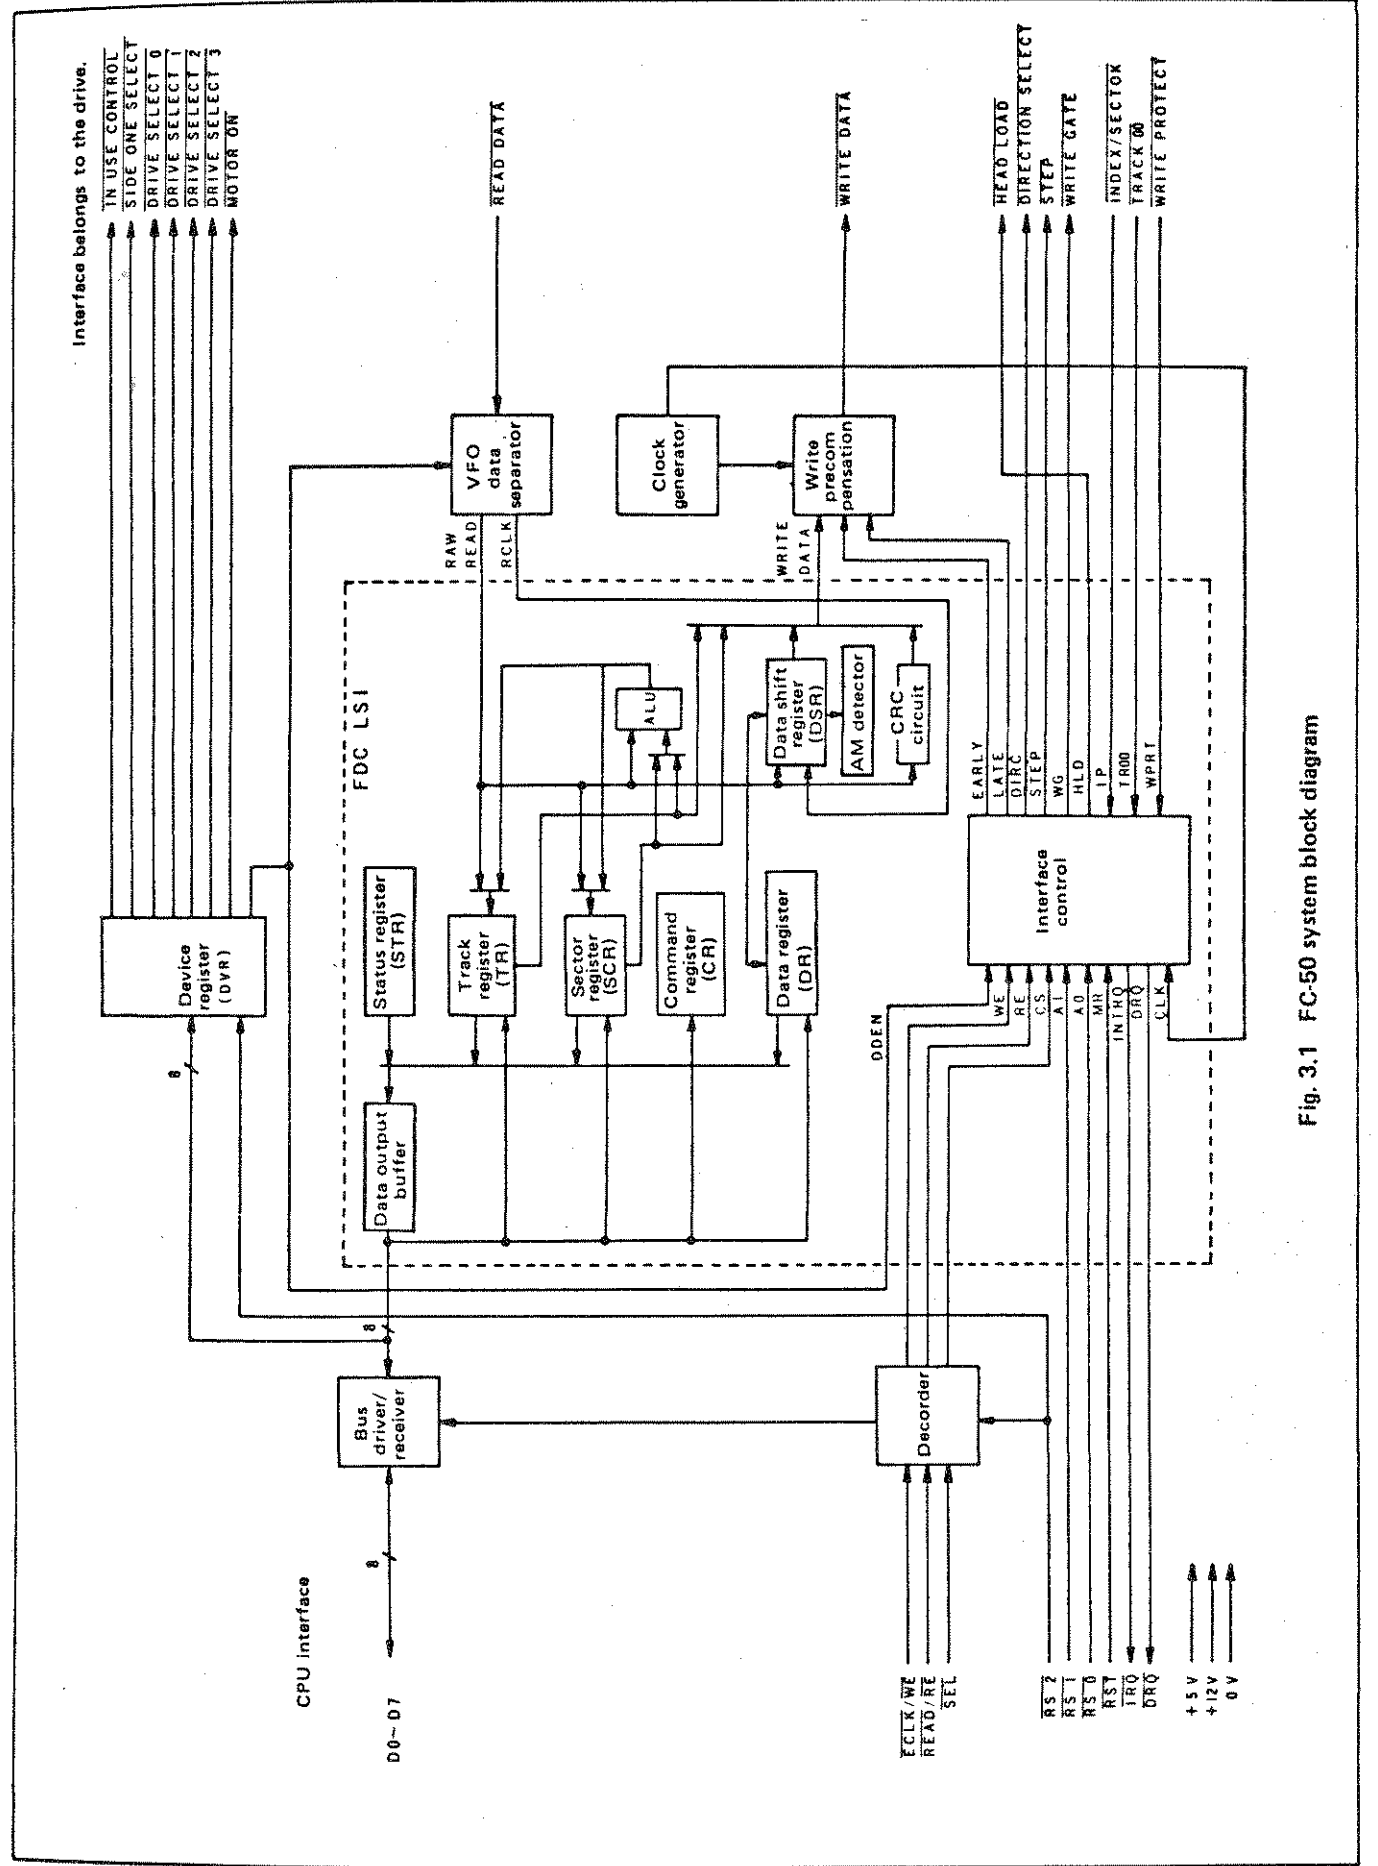 Interface belongs to the drive.
IN USE CONTROL
SIDE ONE SELECT
DRIVE SELECT 0
DRIVE SELECT 1
DRIVE SELECT 2
DRIVE SELECT 3
MOTOR ON
READ DATA
WRITE DATA
HEAD LOAD
DIRECTION SELECT
STEP
WRITE GATE
INDEX/SECTOR
TRACK 00
WRITE PROTECT
VFO
data
separator
Clock
generator
Write
precom
pensation
RAW
READ
RCLK
WRITE
DATA
FDC LSI
ALU
Data shift
register
(DSR)
AM detector
CRC
circuit
EARLY
LATE
DIRC
STEP
WG
HLD
IP
TR00
WPRT
Device
register
(DVR)
Status register
(STR)
Track
register
(TR)
Sector
register
(SCR)
Command
register
(CR)
Data register
(DR)
Interface
control
8
Data output
buffer
DDEN
WE
RE
CS
A1
A0
MR
INTRQ
DRQ
CLK
8
Bus
driver/
receiver
Decorder
8
CPU interface
D0~D7
ECLK/WE
READ/RE
SEL
RS 2
RS 1
RS 0
RST
IRQ
DRQ
+5V
+12V
0V
Fig. 3.1 FC-50 system block diagram